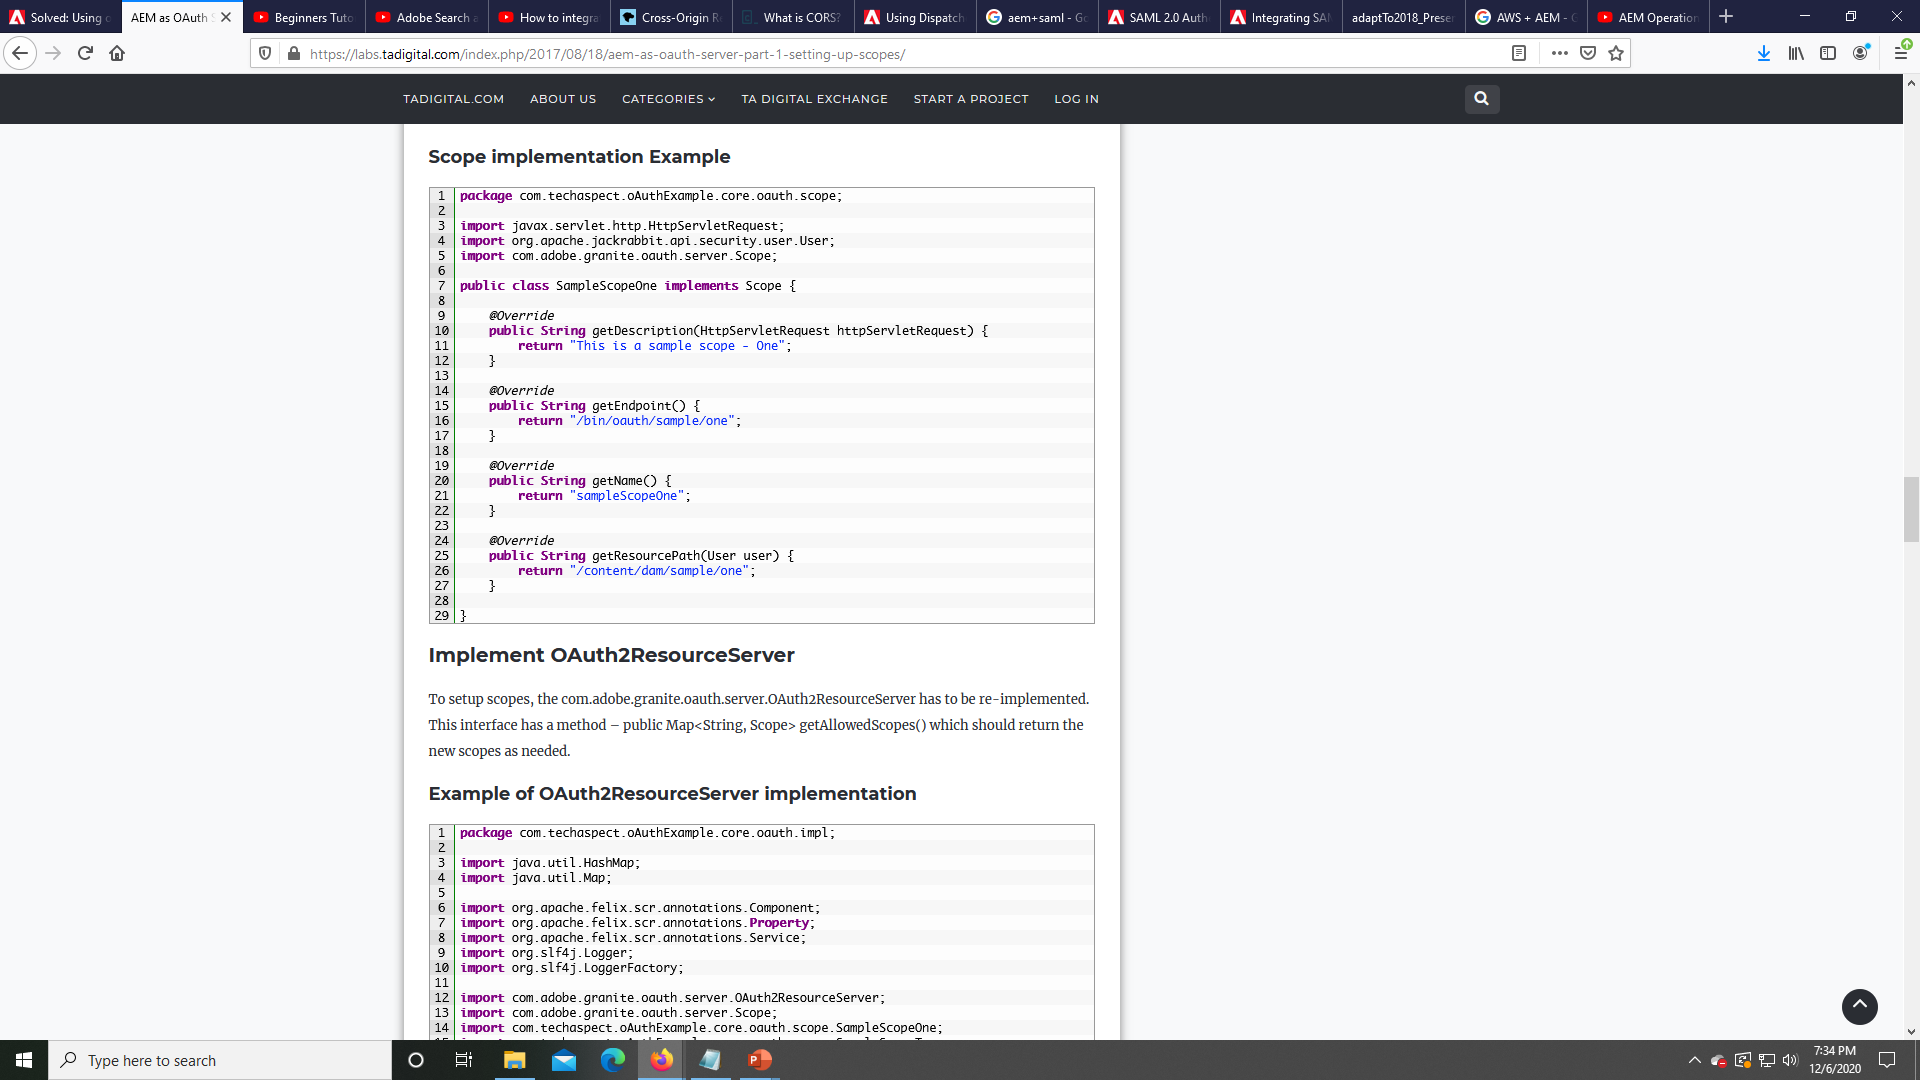 Solved: Using o
AEM as OAuth S
Beginners Tuto
Adobe Search a
How to integra
Cross-Origin R
What is CORS?
Using Dispatch
aem+saml - Go
SAML 2.0 Auth
Integrating SA
adaptTo2018_Prese
AWS + AEM - G
AEM Operation
https://labs.tadigital.com/index.php/2017/08/18/aem-as-oauth-server-part-1-setting-up-scopes/
TADIGITAL.COM ABOUT US CATEGORIES TA DIGITAL EXCHANGE START A PROJECT LOG IN
Scope implementation Example
1 package com.techaspect.oAuthExample.core.oauth.scope;
2
3 import javax.servlet.http.HttpServletRequest;
4 import org.apache.jackrabbit.api.security.user.User;
5 import com.adobe.granite.oauth.server.Scope;
6
7 public class SampleScopeOne implements Scope {
8
9 @Override
10 public String getDescription(HttpServletRequest httpServletRequest) {
11 return "This is a sample scope - One";
12 }
13
14 @Override
15 public String getEndpoint() {
16 return "/bin/oauth/sample/one";
17 }
18
19 @Override
20 public String getName() {
21 return "sampleScopeOne";
22 }
23
24 @Override
25 public String getResourcePath(User user) {
26 return "/content/dam/sample/one";
27 }
28
29 }
Implement OAuth2ResourceServer
To setup scopes, the com.adobe.granite.oauth.server.OAuth2ResourceServer has to be re-implemented.
This interface has a method – public Map<String, Scope> getAllowedScopes() which should return the
new scopes as needed.
Example of OAuth2ResourceServer implementation
1 package com.techaspect.oAuthExample.core.oauth.impl;
2
3 import java.util.HashMap;
4 import java.util.Map;
5
6 import org.apache.felix.scr.annotations.Component;
7 import org.apache.felix.scr.annotations.Property;
8 import org.apache.felix.scr.annotations.Service;
9 import org.slf4j.Logger;
10 import org.slf4j.LoggerFactory;
11
12 import com.adobe.granite.oauth.server.OAuth2ResourceServer;
13 import com.adobe.granite.oauth.server.Scope;
14 import com.techaspect.oAuthExample.core.oauth.scope.SampleScopeOne;
Type here to search
7:34 PM
12/6/2020